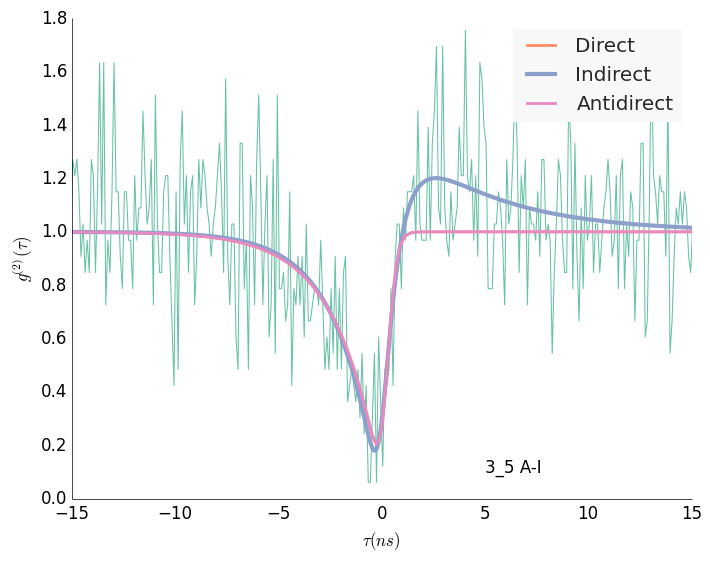 1.8
1.6
1.4
1.2
1.0
0.8
0.6
0.4
0.2
0.0
g^{(2)}(τ)
Direct
Indirect
Antidirect
3_5 A-I
−15 −10 −5 0 5 10 15
τ(ns)